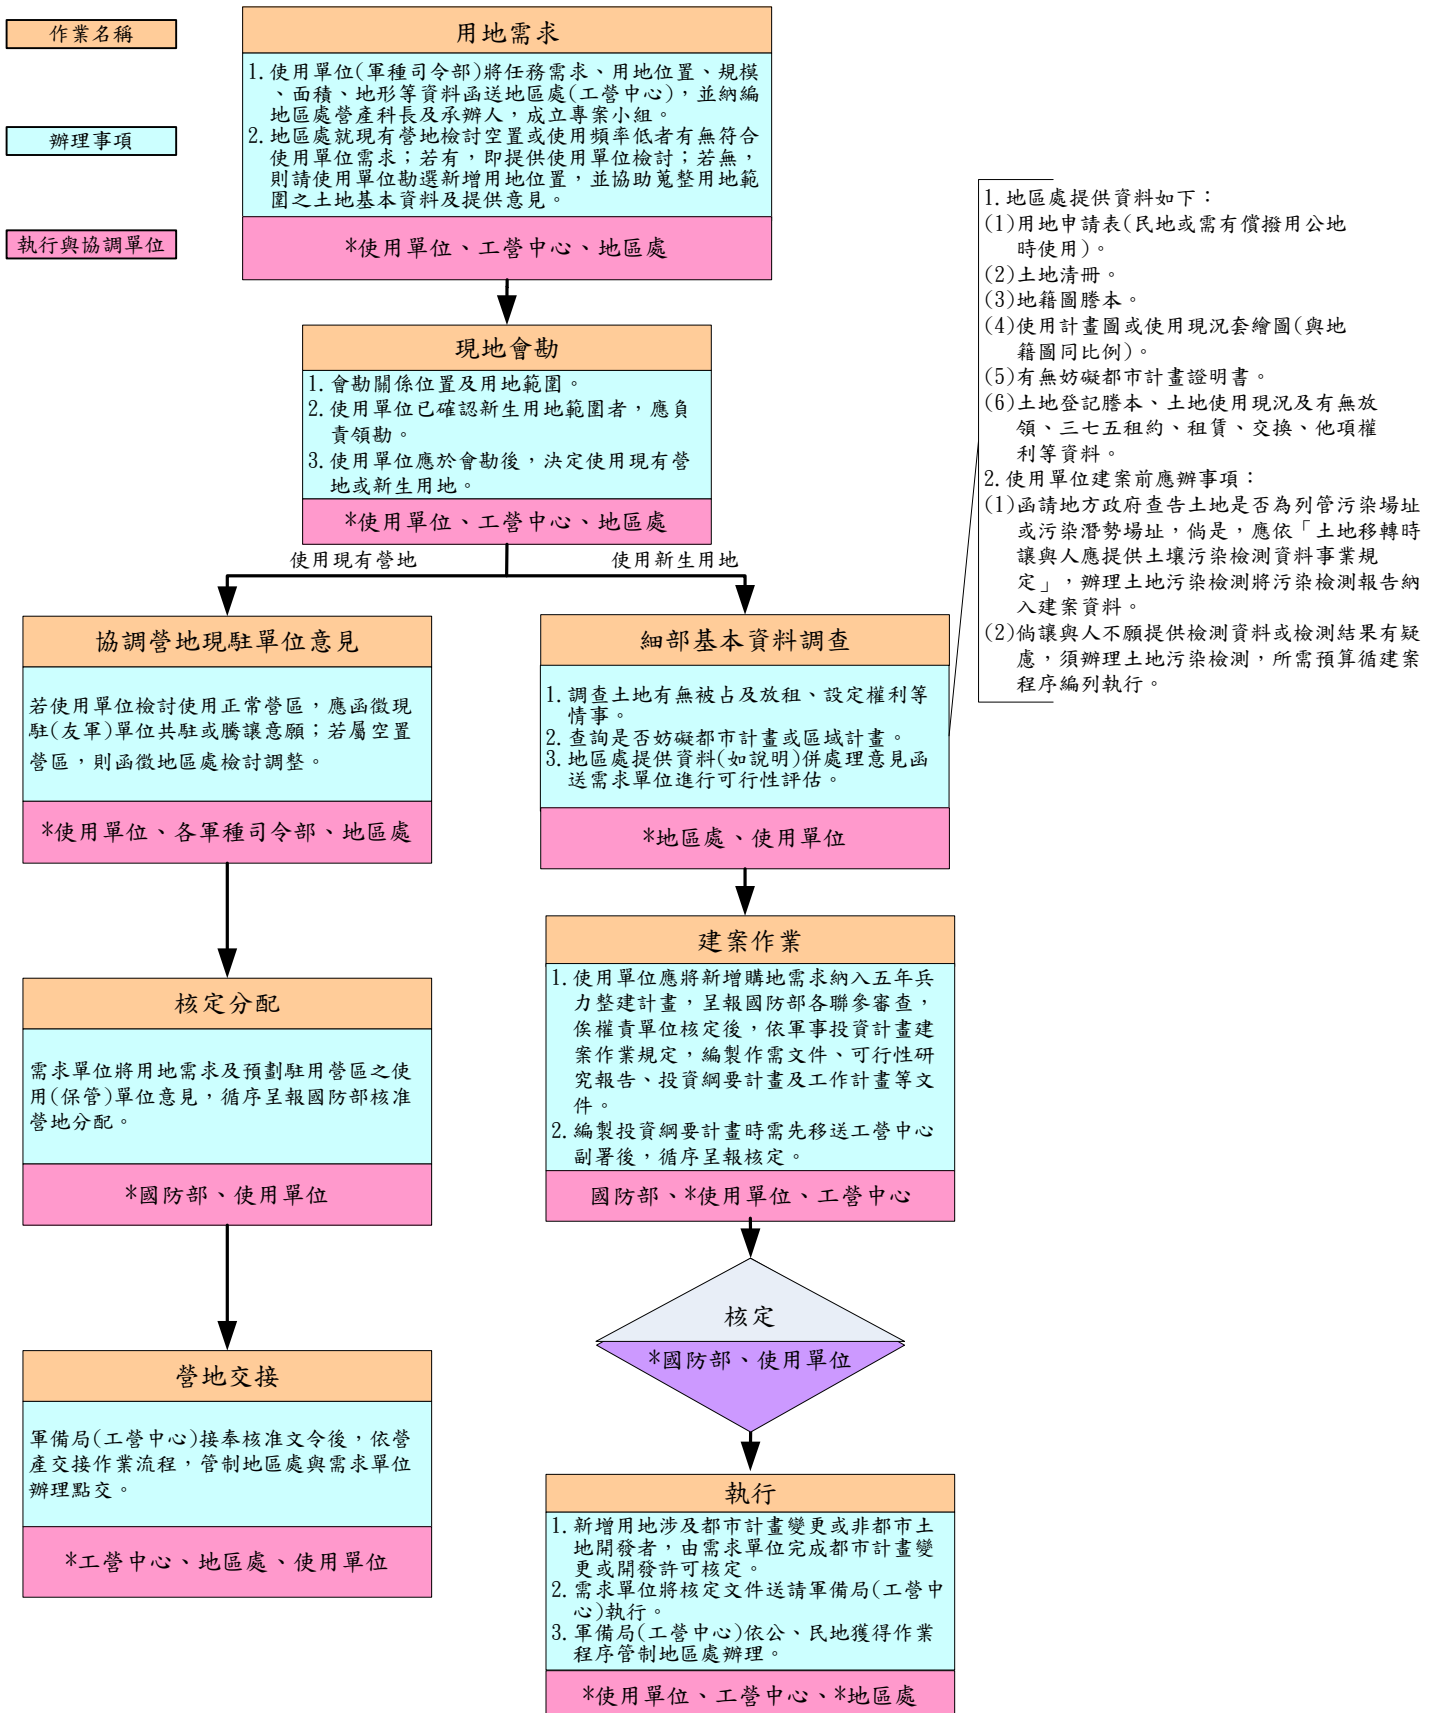 作業名稱
辦理事項
執行與協調單位
用地需求
1.使用單位(軍種司令部)將任務需求、用地位置、規模
、面積、地形等資料函送地區處(工營中心),並納編
地區處營產科長及承辦人,成立專案小組。
2.地區處就現有營地檢討空置或使用頻率低者有無符合
使用單位需求;若有,即提供使用單位檢討;若無,
則請使用單位勘選新增用地位置,並協助蒐整用地範
圍之土地基本資料及提供意見。
*使用單位、工營中心、地區處
現地會勘
1.會勘關係位置及用地範圍。
2.使用單位已確認新生用地範圍者,應負
責領勘。
3.使用單位應於會勘後,決定使用現有營
地或新生用地。
*使用單位、工營中心、地區處
使用現有營地
使用新生用地
協調營地現駐單位意見
若使用單位檢討使用正常營區,應函徵現
駐(友軍)單位共駐或騰讓意願;若屬空置
營區,則函徵地區處檢討調整。
*使用單位、各軍種司令部、地區處
核定分配
需求單位將用地需求及預劃駐用營區之使
用(保管)單位意見,循序呈報國防部核准
營地分配。
*國防部、使用單位
營地交接
軍備局(工營中心)接奉核准文令後,依營
產交接作業流程,管制地區處與需求單位
辦理點交。
*工營中心、地區處、使用單位
細部基本資料調查
1.調查土地有無被占及放租、設定權利等
情事。
2.查詢是否妨礙都市計畫或區域計畫。
3.地區處提供資料(如說明)併處理意見函
送需求單位進行可行性評估。
*地區處、使用單位
建案作業
1.使用單位應將新增購地需求納入五年兵
力整建計畫,呈報國防部各聯參審查,
俟權責單位核定後,依軍事投資計畫建
案作業規定,編製作需文件、可行性研
究報告、投資綱要計畫及工作計畫等文
件。
2.編製投資綱要計畫時需先移送工營中心
副署後,循序呈報核定。
國防部、*使用單位、工營中心
核定
*國防部、使用單位
執行
1.新增用地涉及都市計畫變更或非都市土
地開發者,由需求單位完成都市計畫變
更或開發許可核定。
2.需求單位將核定文件送請軍備局(工營中
心)執行。
3.軍備局(工營中心)依公、民地獲得作業
程序管制地區處辦理。
*使用單位、工營中心、*地區處
1.地區處提供資料如下:
(1)用地申請表(民地或需有償撥用公地
時使用)。
(2)土地清冊。
(3)地籍圖謄本。
(4)使用計畫圖或使用現況套繪圖(與地
籍圖同比例)。
(5)有無妨礙都市計畫證明書。
(6)土地登記謄本、土地使用現況及有無放
領、三七五租約、租賃、交換、他項權
利等資料。
2.使用單位建案前應辦事項:
(1)函請地方政府查告土地是否為列管污染場址
或污染潛勢場址,倘是,應依「土地移轉時
讓與人應提供土壤污染檢測資料事業規
定」,辦理土地污染檢測將污染檢測報告納
入建案資料。
(2)倘讓與人不願提供檢測資料或檢測結果有疑
慮,須辦理土地污染檢測,所需預算循建案
程序編列執行。